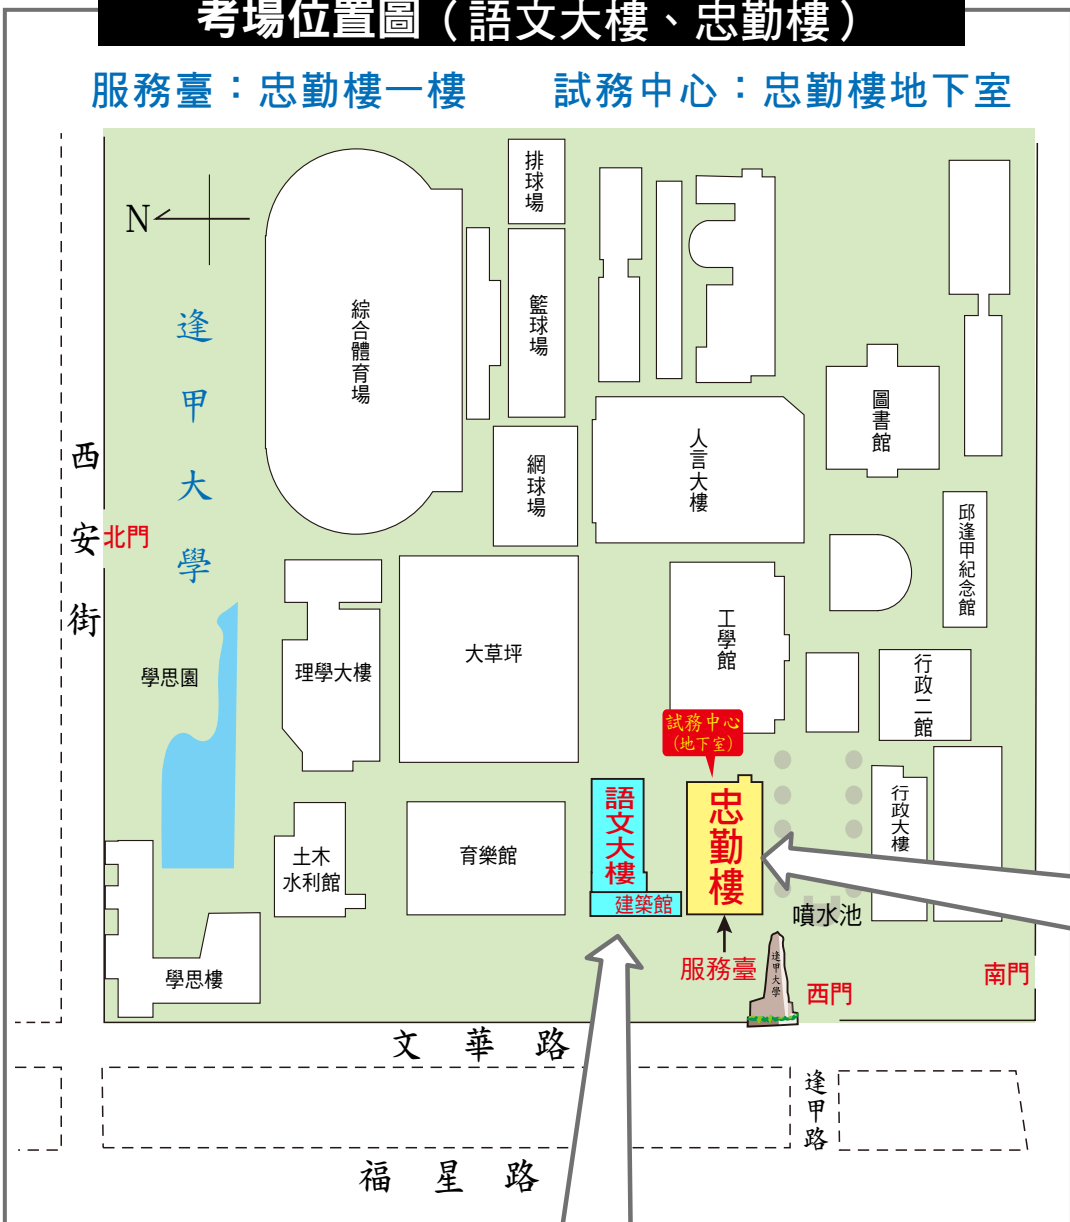 考場位置圖（語文大樓、忠勤樓）
服務臺：忠勤樓一樓
試務中心：忠勤樓地下室
N
逢甲大學
西安街
北門
綜合體育場
排球場
籃球場
網球場
人言大樓
圖書館
邱逢甲紀念館
學思園
理學大樓
大草坪
工學館
行政二館
試務中心
(地下室)
語文大樓
忠勤樓
行政大樓
土木
水利館
育樂館
建築館
噴水池
服務臺
逢甲大學
西門
南門
學思樓
文華路
逢甲路
福星路